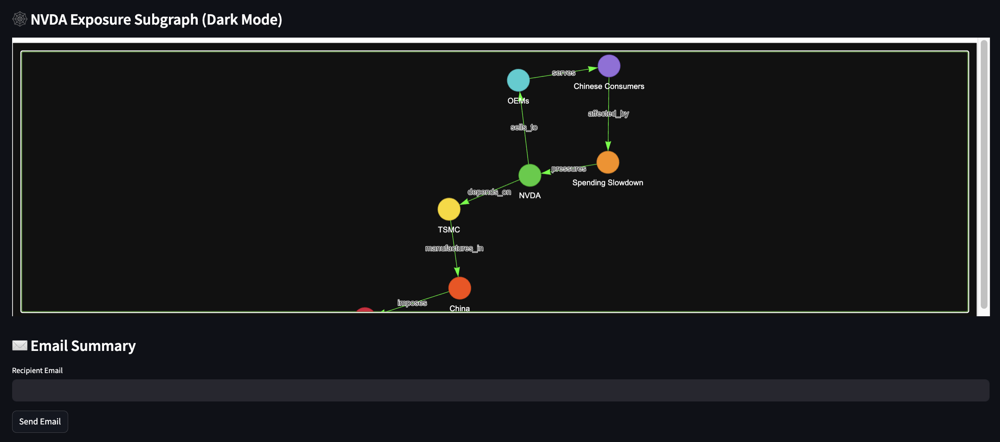 NVDA Exposure Subgraph (Dark Mode)
serves
Chinese Consumers
OEMs
affected_by
sells_to
pressures
Spending Slowdown
depends_on
NVDA
TSMC
manufactures_in
imposes
China
Email Summary
Recipient Email
Send Email